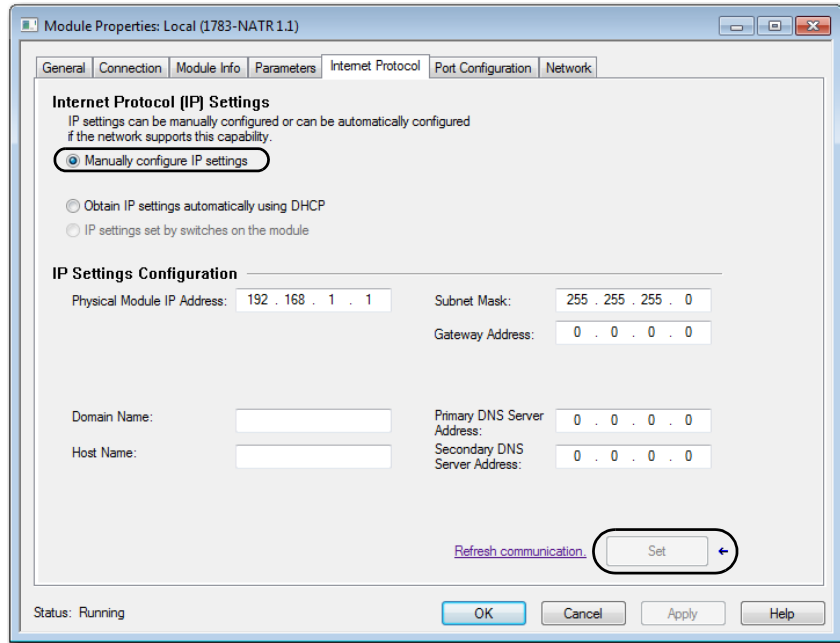 Module Properties: Local (1783-NATR 1.1)
General Connection Module Info Parameters Internet Protocol Port Configuration Network
Internet Protocol (IP) Settings
IP settings can be manually configured or can be automatically configured
if the network supports this capability.
Manually configure IP settings
Obtain IP settings automatically using DHCP
IP settings set by switches on the module
IP Settings Configuration
Physical Module IP Address: 192 . 168 . 1 . 1
Subnet Mask: 255 . 255 . 255 . 0
Gateway Address: 0 . 0 . 0 . 0
Domain Name:
Primary DNS Server
Address: 0 . 0 . 0 . 0
Host Name:
Secondary DNS
Server Address: 0 . 0 . 0 . 0
Refresh communication. Set
Status: Running OK Cancel Apply Help